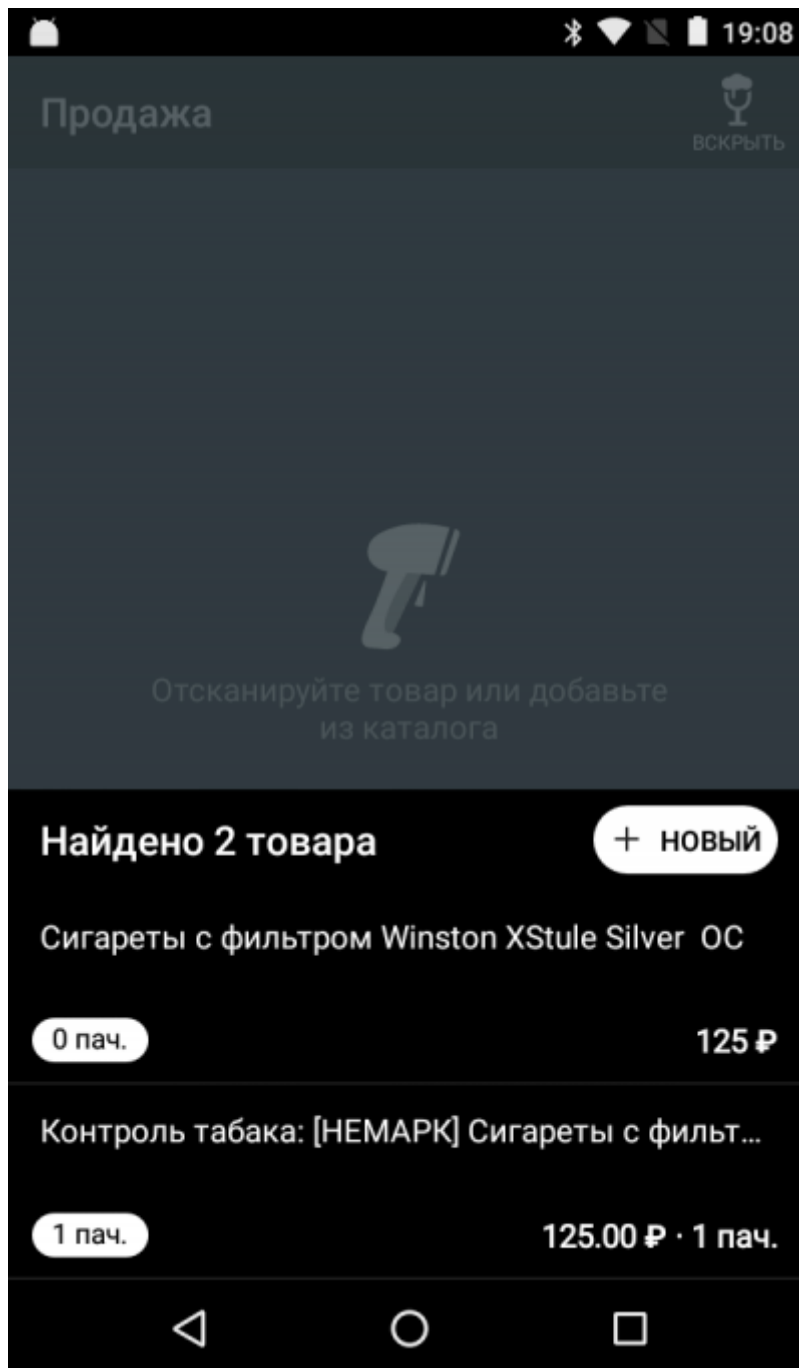 19:08
Продажа
ВСКРЫТЬ
Отсканируйте товар или добавьте
из каталога
Найдено 2 товара
+ НОВЫЙ
Сигареты с фильтром Winston XStule Silver OC
0 пач.
125 ₽
Контроль табака: [НЕМАРК] Сигареты с фильт...
1 пач.
125.00 ₽ · 1 пач.